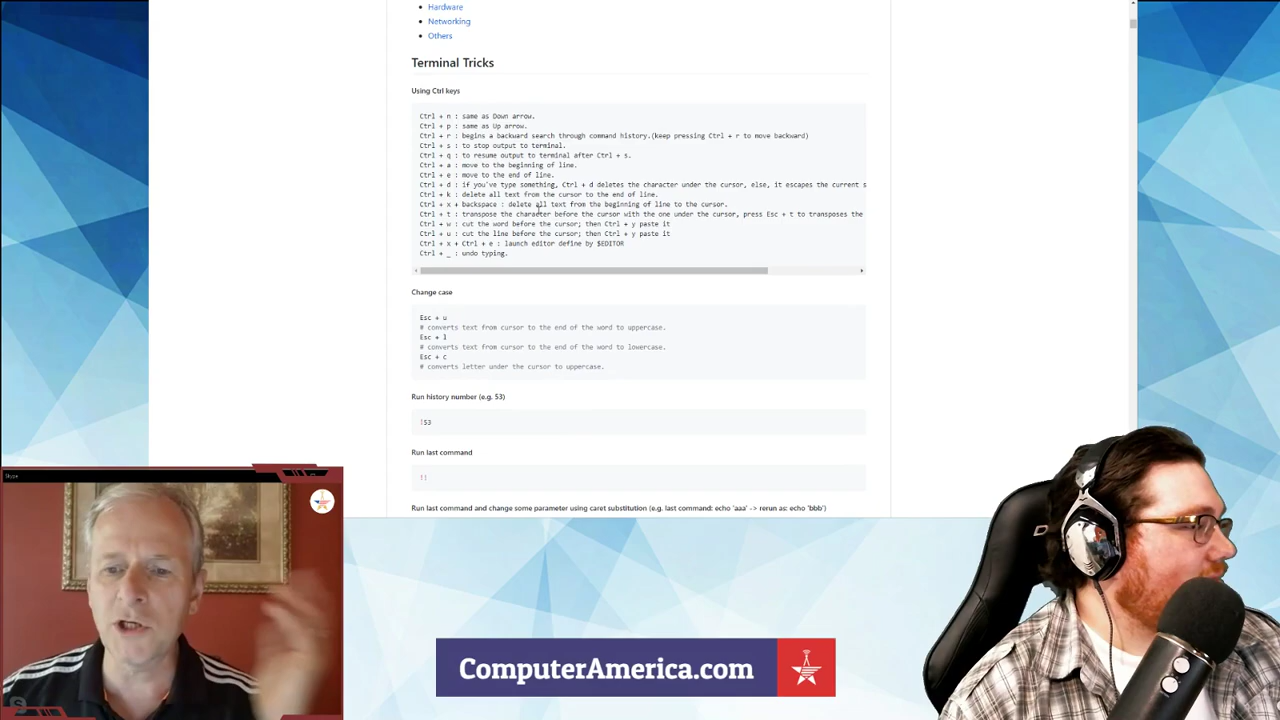 Hardware
Networking
Others
Terminal Tricks
Using Ctrl keys
Ctrl + n : same as Down arrow.
Ctrl + p : same as Up arrow.
Ctrl + r : begins a backward search through command history.(keep pressing Ctrl + r to move backward)
Ctrl + s : to stop output to terminal.
Ctrl + q : to resume output to terminal after Ctrl + s.
Ctrl + a : move to the beginning of line.
Ctrl + e : move to the end of line.
Ctrl + d : if you've type something, Ctrl + d deletes the character under the cursor, else, it escapes the current s
Ctrl + k : delete all text from the cursor to the end of line.
Ctrl + x + backspace : delete all text from the beginning of line to the cursor.
Ctrl + t : transpose the character before the cursor with the one under the cursor, press Esc + t to transposes the
Ctrl + w : cut the word before the cursor; then Ctrl + y paste it
Ctrl + u : cut the line before the cursor; then Ctrl + y paste it
Ctrl + x + Ctrl + e : launch editor define by $EDITOR
Ctrl + _ : undo typing.
Change case
Esc + u
# converts text from cursor to the end of the word to uppercase.
Esc + l
# converts text from cursor to the end of the word to lowercase.
Esc + c
# converts letter under the cursor to uppercase.
Run history number (e.g. 53)
!53
Run last command
!!
Run last command and change some parameter using caret substitution (e.g. last command: echo 'aaa' -> rerun as: echo 'bbb')
Skype
ComputerAmerica.com